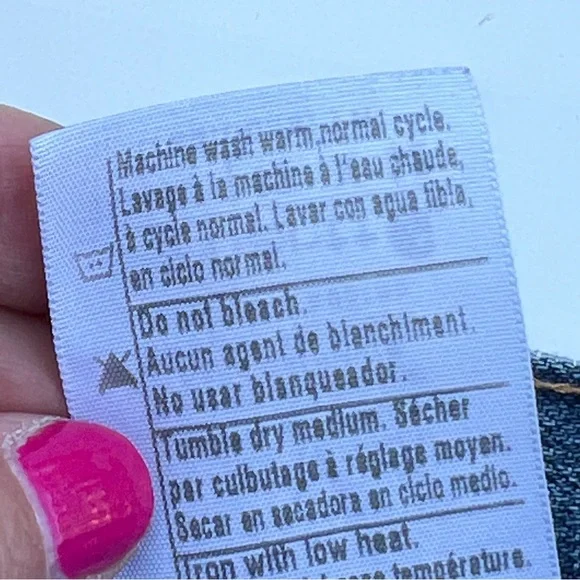 Machine wash warm, normal cycle.
Lavage à la machine à l'eau chaude,
à cycle normal. Lavar con agua tibia,
en ciclo normal.
Do not bleach.
Aucun agent de blanchiment.
No usar blanqueador.
Tumble dry medium. Sécher
par culbutage à réglage moyen.
Secar en secadora en ciclo medio.
Iron with low heat.
température.